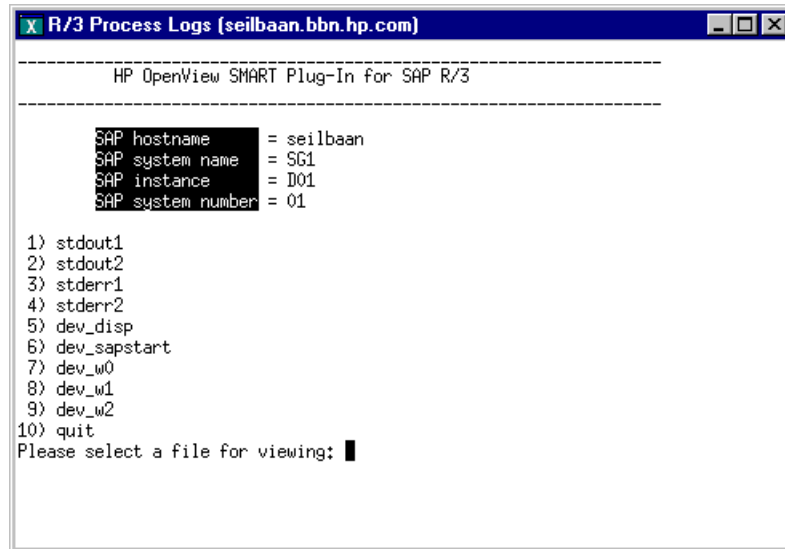 R/3 Process Logs (seilbaan.bbn.hp.com)
-------------------------------------------------------------------
HP OpenView SMART Plug-In for SAP R/3
-------------------------------------------------------------------
SAP hostname = seilbaan
SAP system name = SG1
SAP instance = D01
SAP system number = 01
1) stdout1
2) stdout2
3) stderr1
4) stderr2
5) dev_disp
6) dev_sapstart
7) dev_w0
8) dev_w1
9) dev_w2
10) quit
Please select a file for viewing: